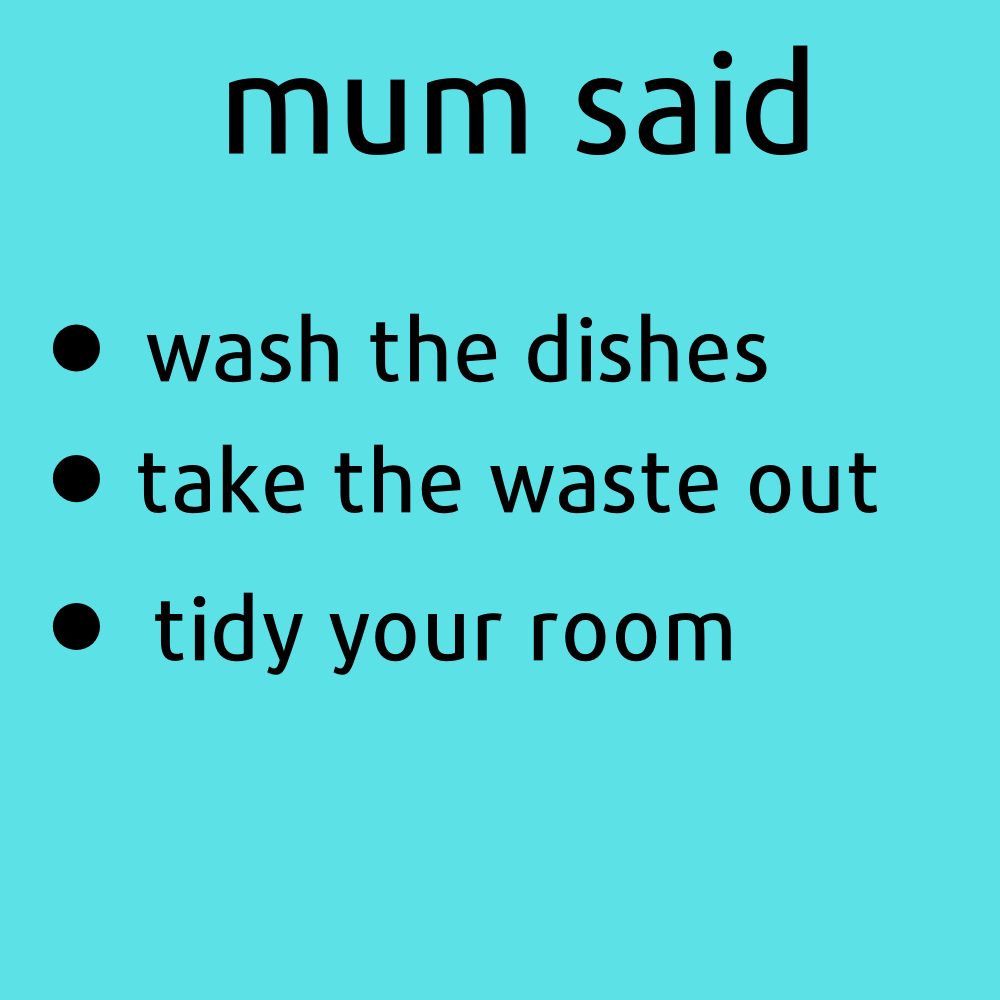 mum said
● wash the dishes
● take the waste out
● tidy your room